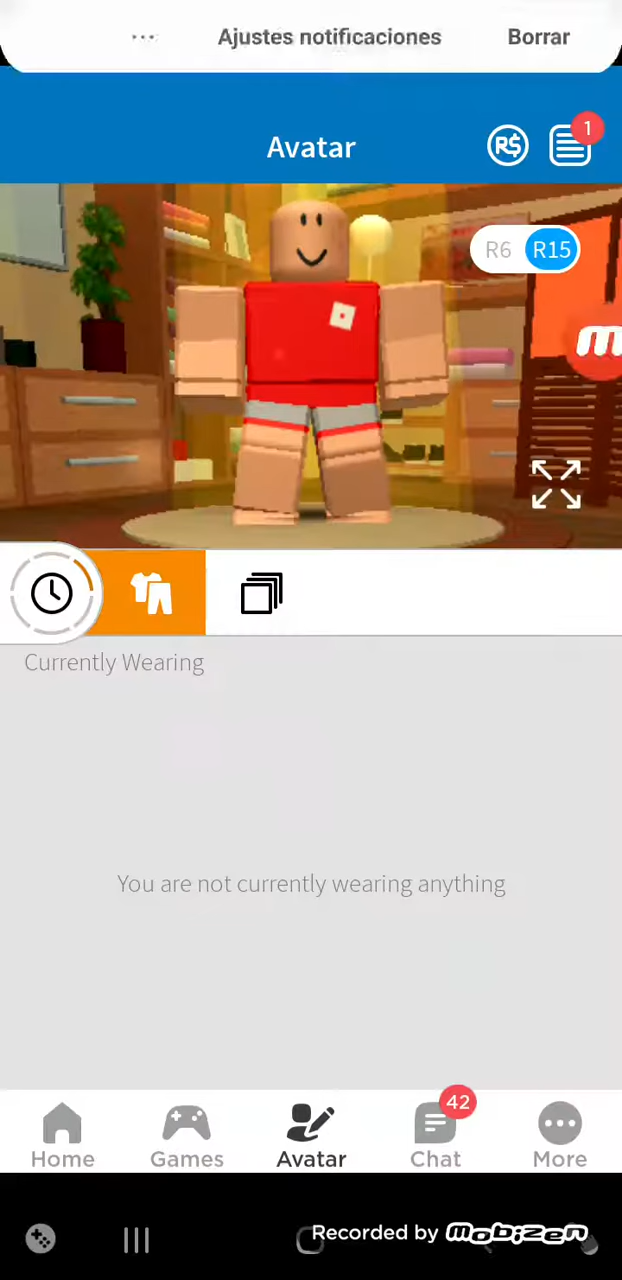 Ajustes notificaciones Borrar
Avatar R$ 1
R6 R15
m
Currently Wearing
You are not currently wearing anything
42
Home Games Avatar Chat More
Recorded by mobizen